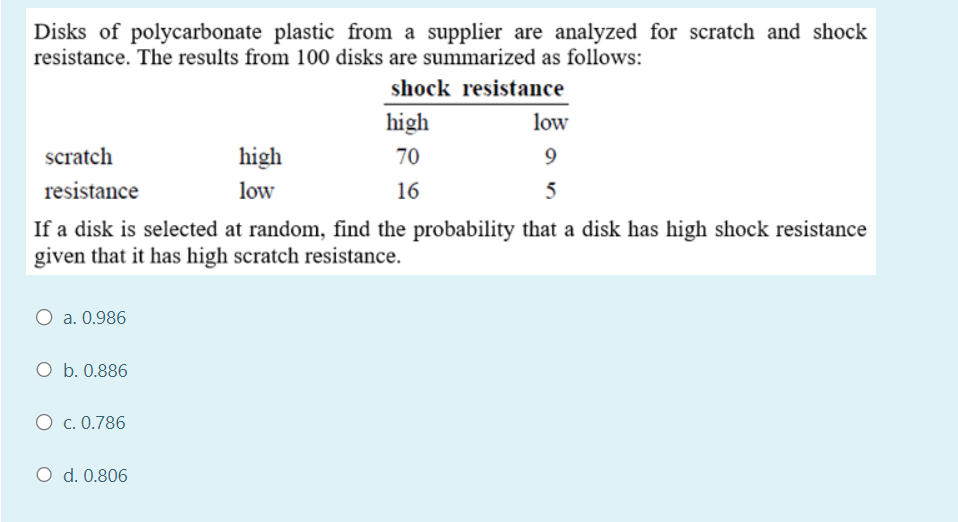 Disks of polycarbonate plastic from a supplier are analyzed for scratch and shock
resistance. The results from 100 disks are summarized as follows:
shock resistance
high low
scratch high 70 9
resistance low 16 5
If a disk is selected at random, find the probability that a disk has high shock resistance
given that it has high scratch resistance.
a. 0.986
b. 0.886
c. 0.786
d. 0.806